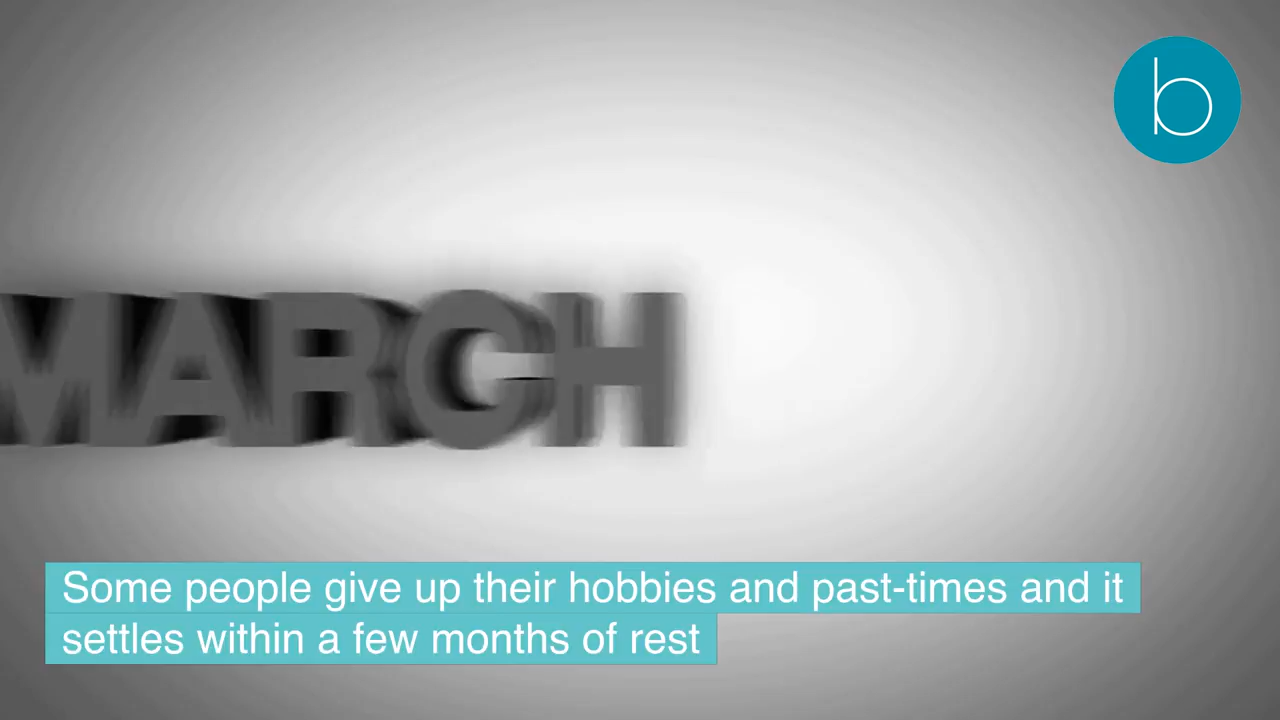 b
MARCH
Some people give up their hobbies and past-times and it
settles within a few months of rest